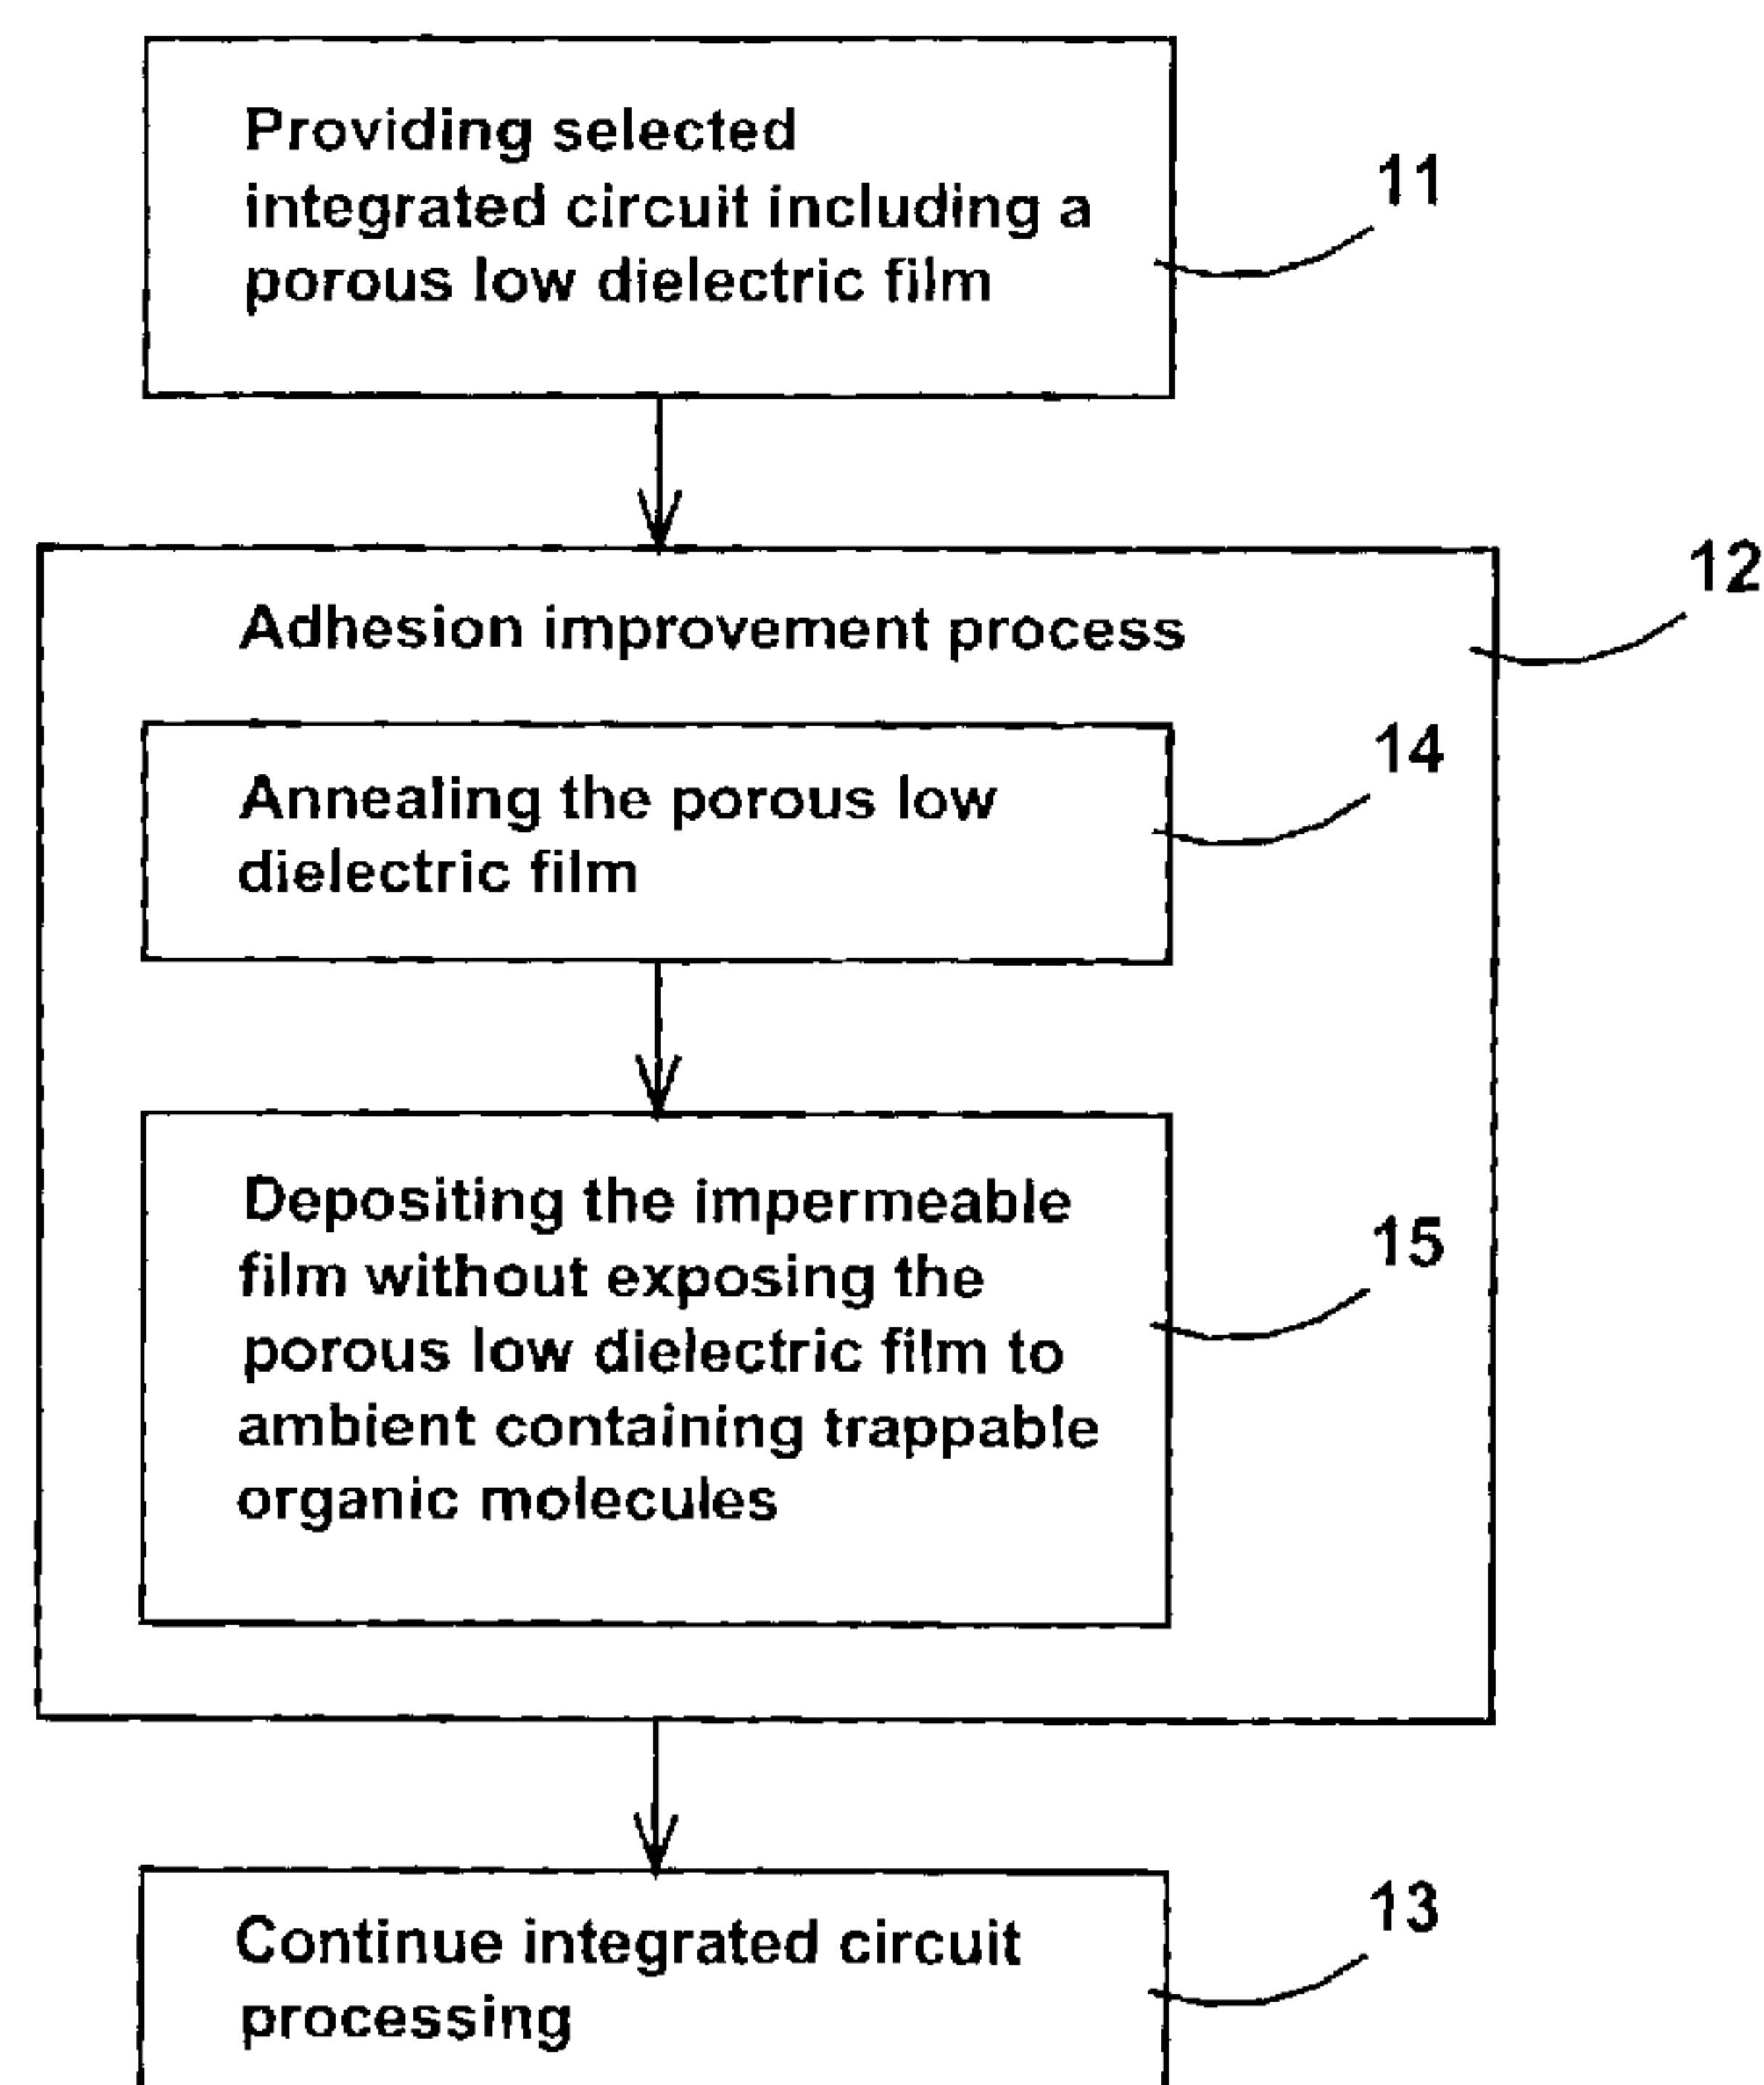 Providing selected
integrated circuit including a
porous low dielectric film
11
Adhesion improvement process
12
Annealing the porous low
dielectric film
14
Depositing the impermeable
film without exposing the
porous low dielectric film to
ambient containing trappable
organic molecules
15
Continue integrated circuit
processing
13